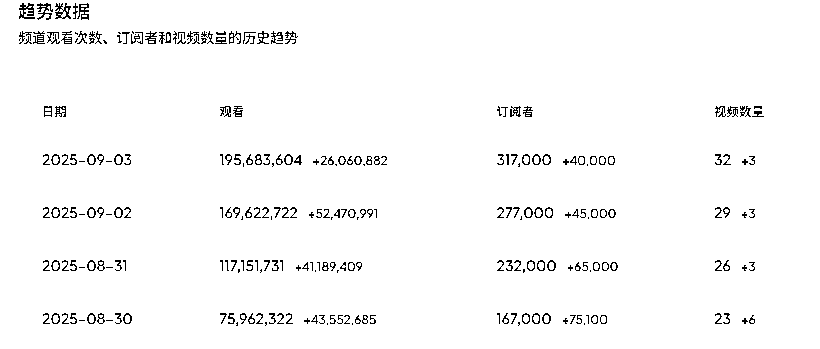 趋势数据
频道观看次数、订阅者和视频数量的历史趋势
日期 观看 订阅者 视频数量
2025-09-03 195,683,604 +26,060,882 317,000 +40,000 32 +3
2025-09-02 169,622,722 +52,470,991 277,000 +45,000 29 +3
2025-08-31 117,151,731 +41,189,409 232,000 +65,000 26 +3
2025-08-30 75,962,322 +43,552,685 167,000 +75,100 23 +6